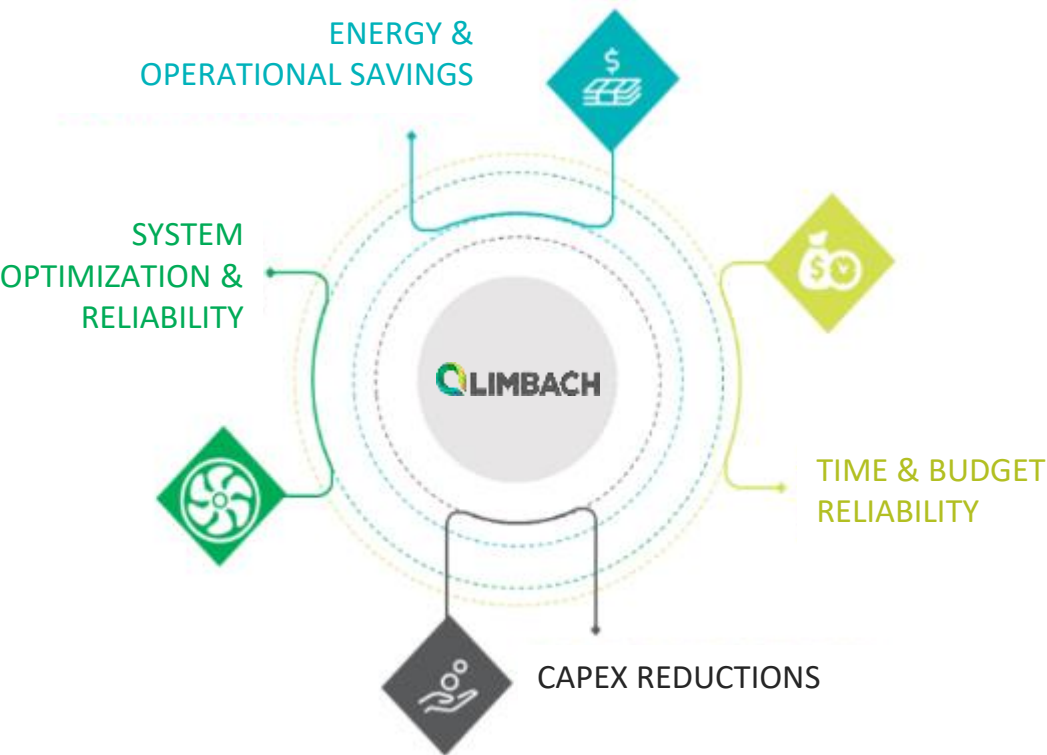 ENERGY &
OPERATIONAL SAVINGS
SYSTEM
OPTIMIZATION &
RELIABILITY
LIMBACH
TIME & BUDGET
RELIABILITY
CAPEX REDUCTIONS